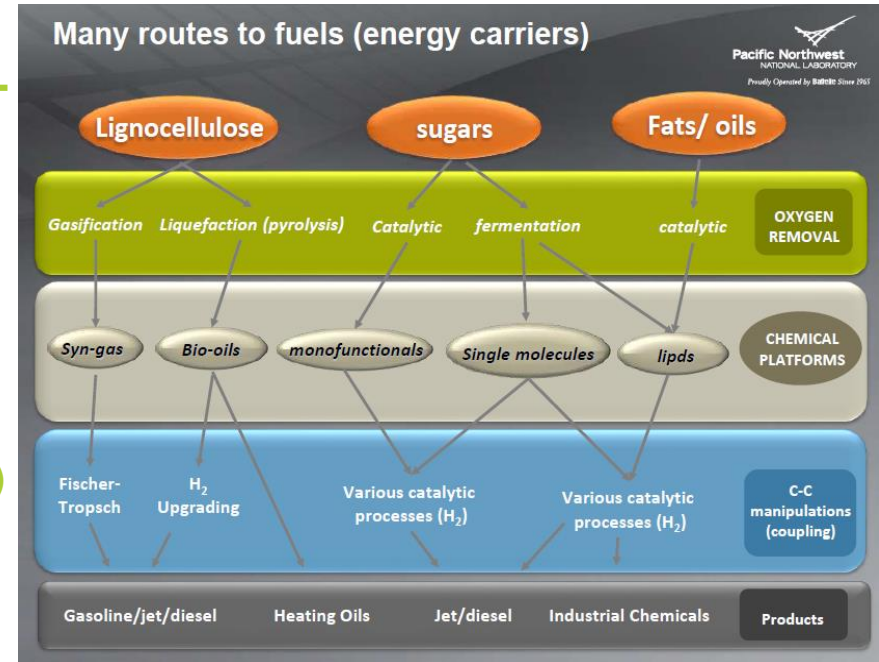 Many routes to fuels (energy carriers)
Pacific Northwest
NATIONAL LABORATORY
Proudly Operated by Battelle Since 1965
Lignocellulose
sugars
Fats/ oils
Gasification
Liquefaction (pyrolysis)
Catalytic
fermentation
catalytic
OXYGEN
REMOVAL
Syn-gas
Bio-oils
monofunctionals
Single molecules
lipds
CHEMICAL
PLATFORMS
Fischer-
Tropsch
H₂
Upgrading
Various catalytic
processes (H₂)
Various catalytic
processes (H₂)
C-C
manipulations
(coupling)
Gasoline/jet/diesel
Heating Oils
Jet/diesel
Industrial Chemicals
Products